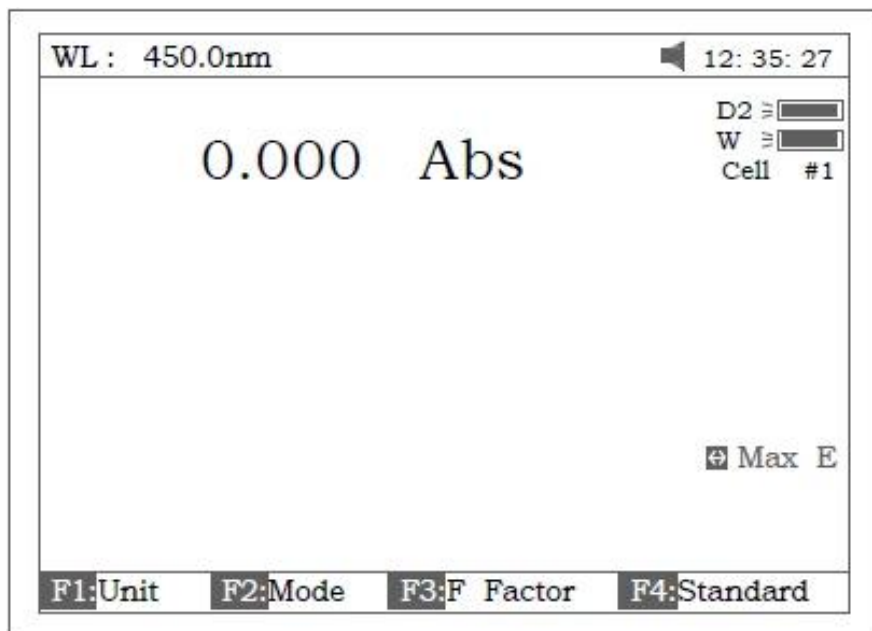 WL : 450.0nm 12: 35: 27
D2
0.000 Abs W
Cell #1
Max E
F1:Unit F2:Mode F3:F Factor F4:Standard